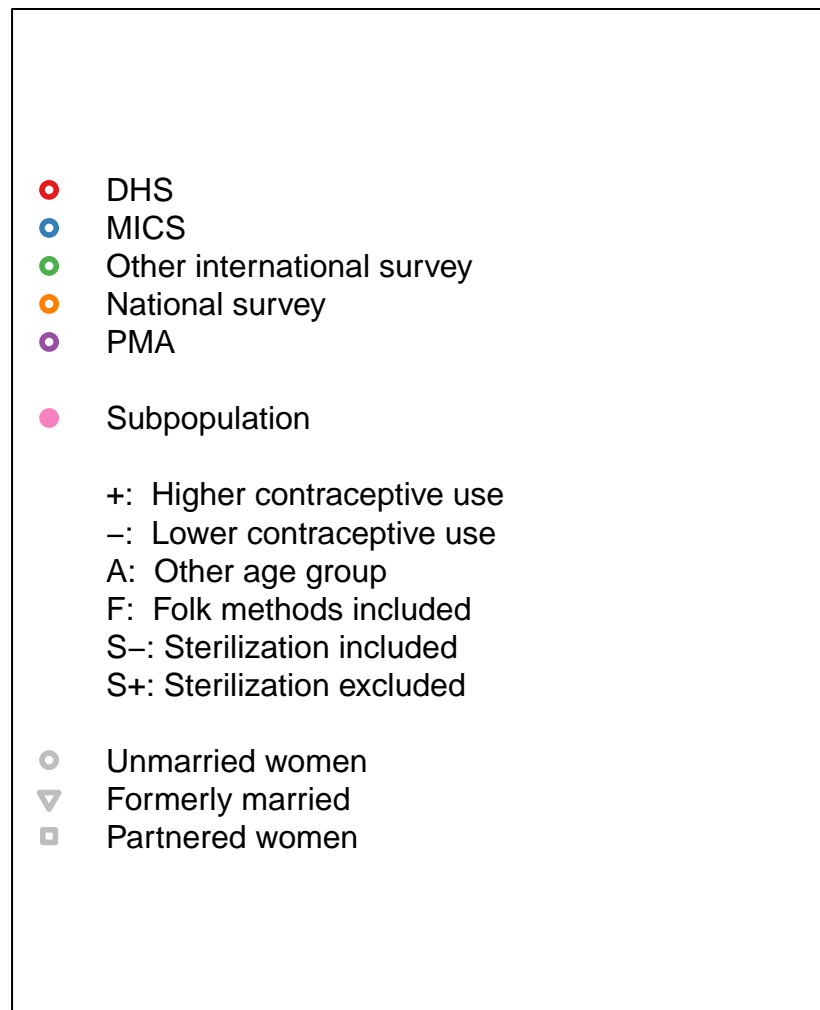 DHS
MICS
Other international survey
National survey
PMA
Subpopulation
+:  Higher contraceptive use
−:  Lower contraceptive use
A:  Other age group
F:  Folk methods included
S−: Sterilization included
S+: Sterilization excluded
Unmarried women
Formerly married
Partnered women